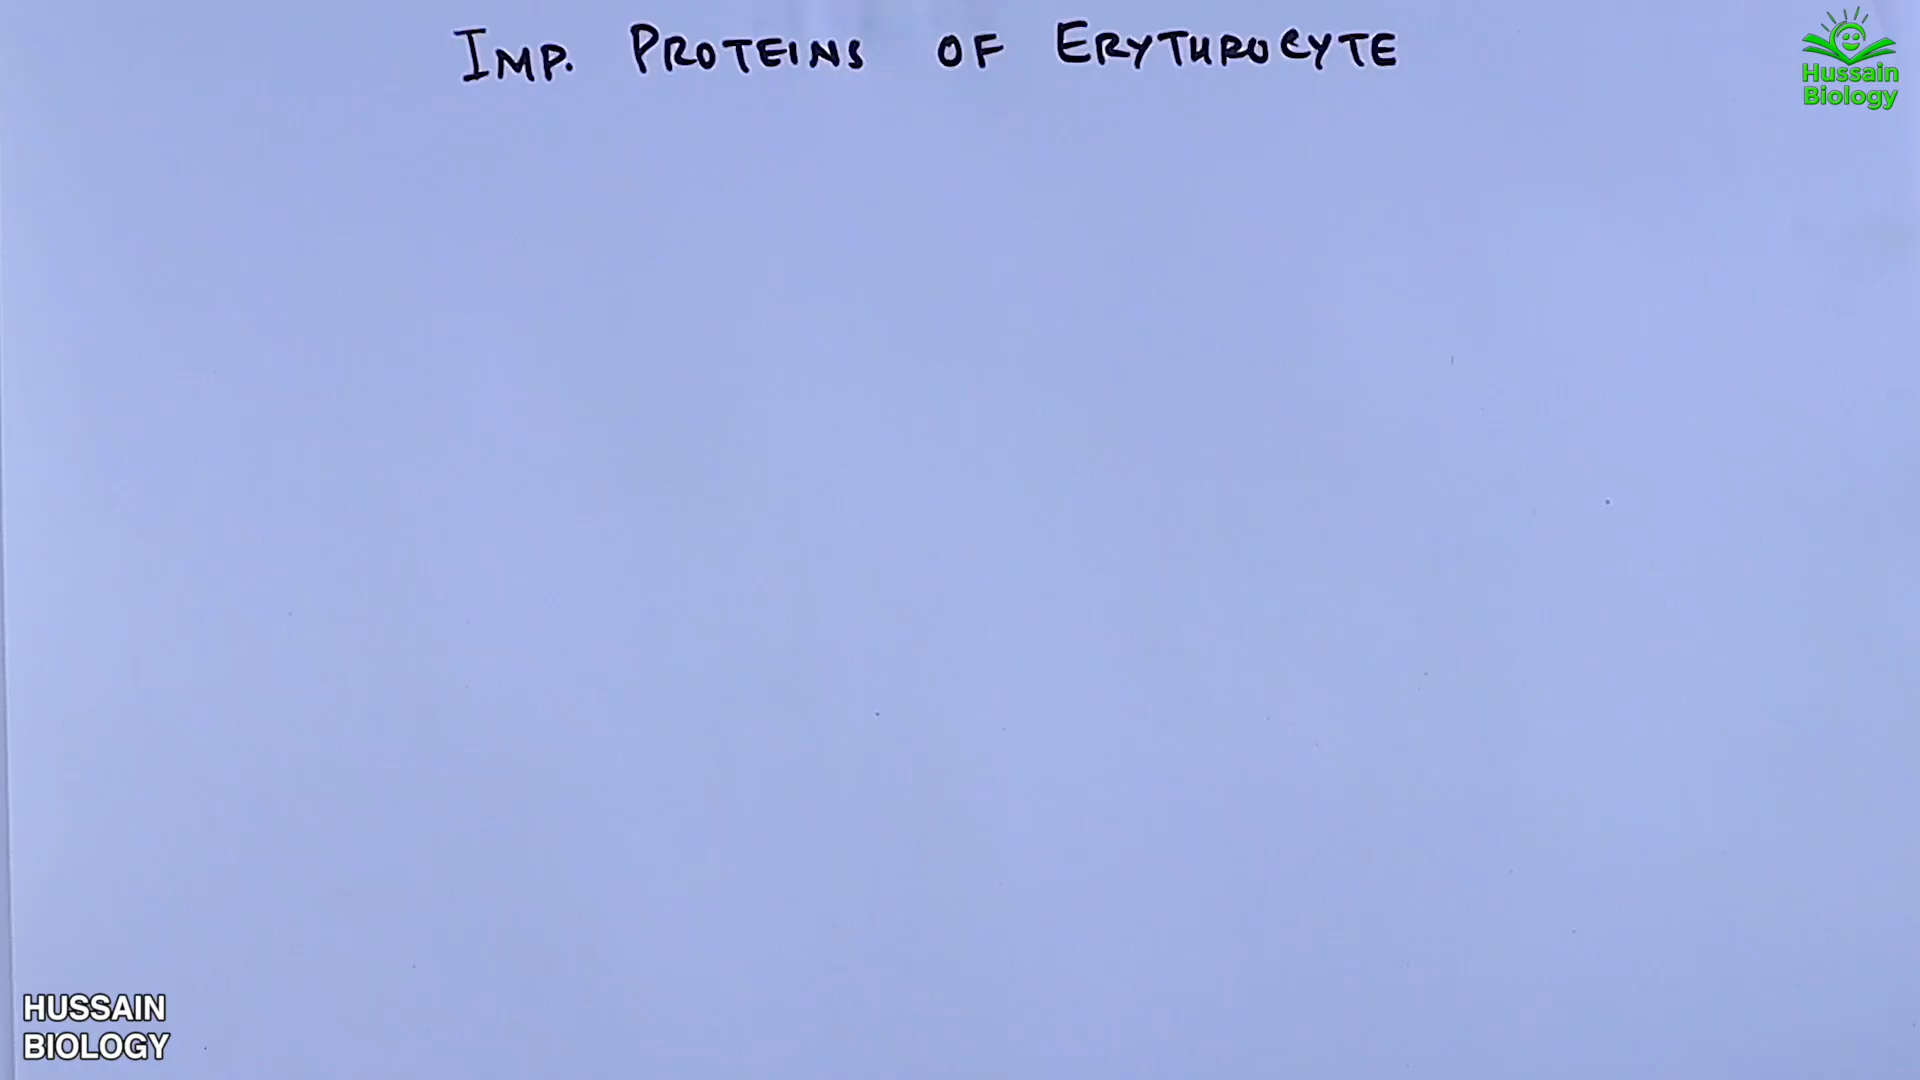 IMP. PROTEINS OF ERYTHROCYTE
Hussain
Biology
HUSSAIN
BIOLOGY